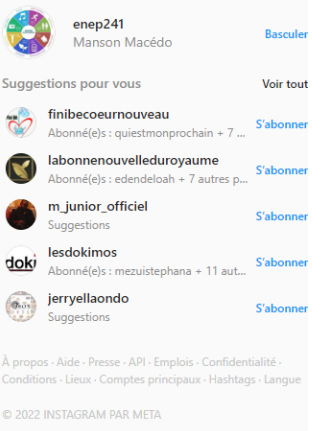 enep241
Manson Macédo
Basculer
Suggestions pour vous
Voir tout
finibecoeurnouveau
Abonné(e)s : quiestmonprochain + 7 ...
S'abonner
labonnenouvelleduroyaume
Abonné(e)s : edendeloah + 7 autres p...
S'abonner
m_junior_officiel
Suggestions
S'abonner
doki
lesdokimos
Abonné(e)s : mezuistephana + 11 aut...
S'abonner
jerryellaondo
Suggestions
S'abonner
À propos · Aide · Presse · API · Emplois · Confidentialité ·
Conditions · Lieux · Comptes principaux · Hashtags · Langue
© 2022 INSTAGRAM PAR META